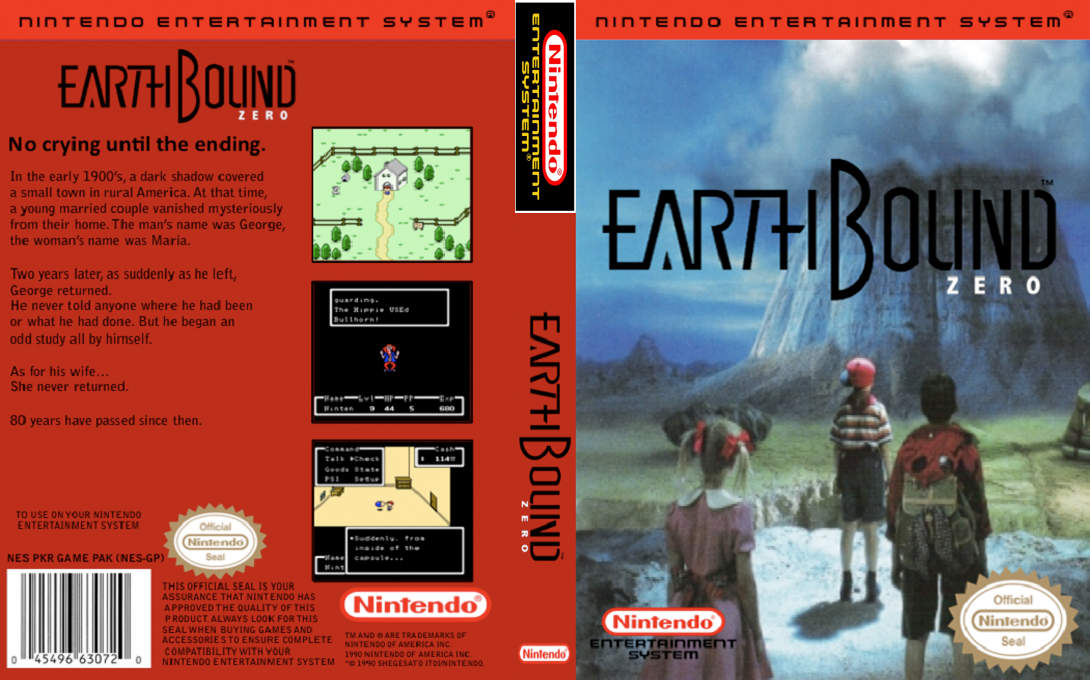 NINTENDO ENTERTAINMENT SYSTEM®
EARTHBOUND™
ZERO
No crying until the ending.
In the early 1900's, a dark shadow covered
a small town in rural America. At that time,
a young married couple vanished mysteriously
from their home. The man's name was George,
the woman's name was Maria.
Two years later, as suddenly as he left,
George returned.
He never told anyone where he had been
or what he had done. But he began an
odd study all by himself.
As for his wife...
She never returned.
80 years have passed since then.
guarding.
The Hippie USEd
Bullhorn!
Name Lvl HP PP Exp
Ninten 9 44 5 680
Command
Talk ▶Check
Goods State
PSI Setup
Cash
$ 114
•Suddenly, from
inside of the
capsule...
Name
Nint
TO USE ON YOUR NINTENDO
ENTERTAINMENT SYSTEM
NES PKR GAME PAK (NES-GP)
Official
Nintendo
Seal
THIS OFFICIAL SEAL IS YOUR
ASSURANCE THAT NINTENDO HAS
APPROVED THE QUALITY OF THIS
PRODUCT. ALWAYS LOOK FOR THIS
SEAL WHEN BUYING GAMES AND
ACCESSORIES TO ENSURE COMPLETE
COMPATIBILITY WITH YOUR
NINTENDO ENTERTAINMENT SYSTEM
0 45496 63072 0
Nintendo®
TM AND ® ARE TRADEMARKS OF
NINTENDO OF AMERICA INC.
1990 NINTENDO OF AMERICA INC.
*© 1990 SHEGESATO ITOI/NINTENDO.
Nintendo®
ENTERTAINMENT
SYSTEM®
EARTHBOUND™
ZERO
Nintendo®
NINTENDO ENTERTAINMENT SYSTEM®
EARTHBOUND™
ZERO
Nintendo®
ENTERTAINMENT
SYSTEM
Official
Nintendo
Seal